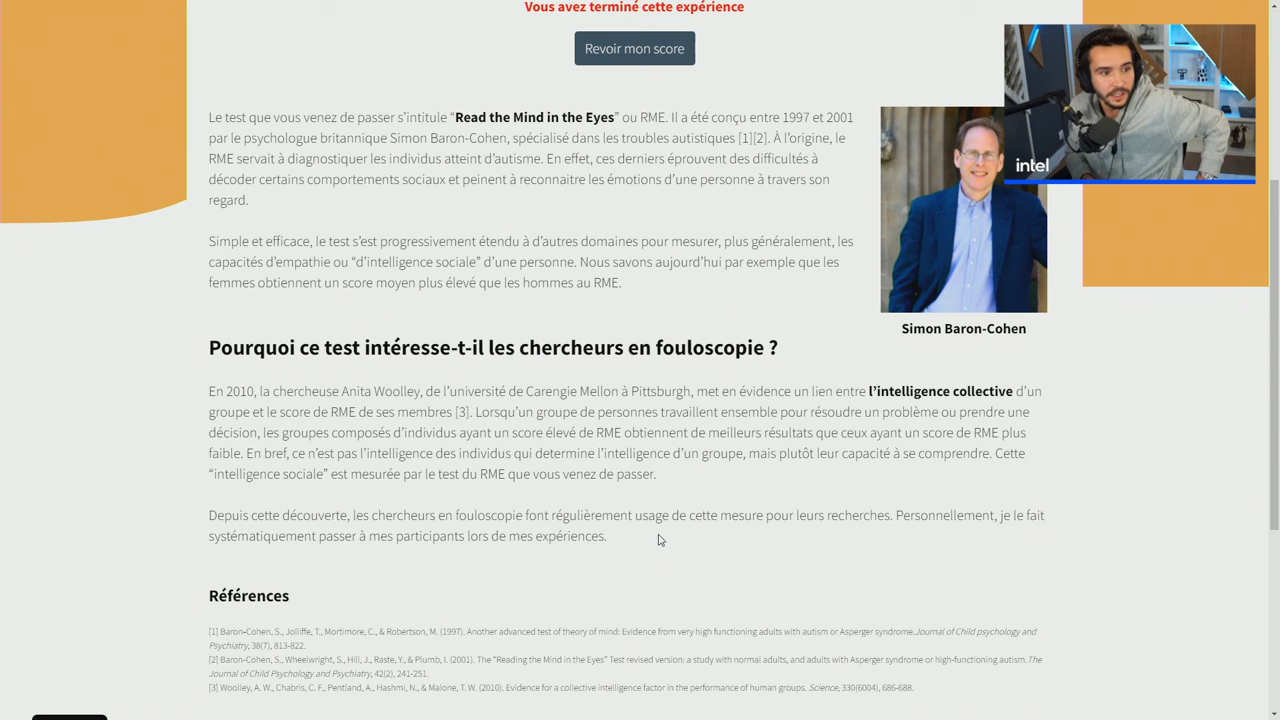 Vous avez terminé cette expérience
Revoir mon score
Le test que vous venez de passer s'intitule “Read the Mind in the Eyes” ou RME. Il a été conçu entre 1997 et 2001
par le psychologue britannique Simon Baron-Cohen, spécialisé dans les troubles autistiques [1][2]. À l'origine, le
RME servait à diagnostiquer les individus atteint d'autisme. En effet, ces derniers éprouvent des difficultés à
décoder certains comportements sociaux et peinent à reconnaitre les émotions d'une personne à travers son
regard.
Simple et efficace, le test s'est progressivement étendu à d'autres domaines pour mesurer, plus généralement, les
capacités d'empathie ou “d'intelligence sociale” d'une personne. Nous savons aujourd'hui par exemple que les
femmes obtiennent un score moyen plus élevé que les hommes au RME.
intel
Simon Baron-Cohen
Pourquoi ce test intéresse-t-il les chercheurs en fouloscopie ?
En 2010, la chercheuse Anita Woolley, de l'université de Carengie Mellon à Pittsburgh, met en évidence un lien entre l'intelligence collective d'un
groupe et le score de RME de ses membres [3]. Lorsqu'un groupe de personnes travaillent ensemble pour résoudre un problème ou prendre une
décision, les groupes composés d'individus ayant un score élevé de RME obtiennent de meilleurs résultats que ceux ayant un score de RME plus
faible. En bref, ce n'est pas l'intelligence des individus qui determine l'intelligence d'un groupe, mais plutôt leur capacité à se comprendre. Cette
“intelligence sociale” est mesurée par le test du RME que vous venez de passer.
Depuis cette découverte, les chercheurs en fouloscopie font régulièrement usage de cette mesure pour leurs recherches. Personnellement, je le fait
systématiquement passer à mes participants lors de mes expériences.
Références
[1] Baron-Cohen, S., Jolliffe, T., Mortimore, C., & Robertson, M. (1997). Another advanced test of theory of mind: Evidence from very high functioning adults with autism or Asperger syndrome.Journal of Child psychology and
Psychiatry, 38(7), 813-822.
[2] Baron-Cohen, S., Wheelwright, S., Hill, J., Raste, Y., & Plumb, I. (2001). The “Reading the Mind in the Eyes” Test revised version: a study with normal adults, and adults with Asperger syndrome or high-functioning autism.The
Journal of Child Psychology and Psychiatry, 42(2), 241-251.
[3] Woolley, A. W., Chabris, C. F., Pentland, A., Hashmi, N., & Malone, T. W. (2010). Evidence for a collective intelligence factor in the performance of human groups. Science, 330(6004), 686-688.